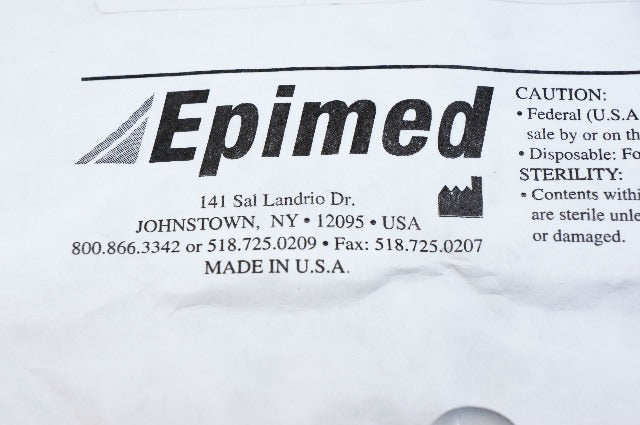 Epimed
141 Sal Landrio Dr.
JOHNSTOWN, NY • 12095 • USA
800.866.3342 or 518.725.0209 • Fax: 518.725.0207
MADE IN U.S.A.
CAUTION:
• Federal (U.S.A
sale by or on th
• Disposable: Fo
STERILITY:
• Contents withi
are sterile unle
or damaged.